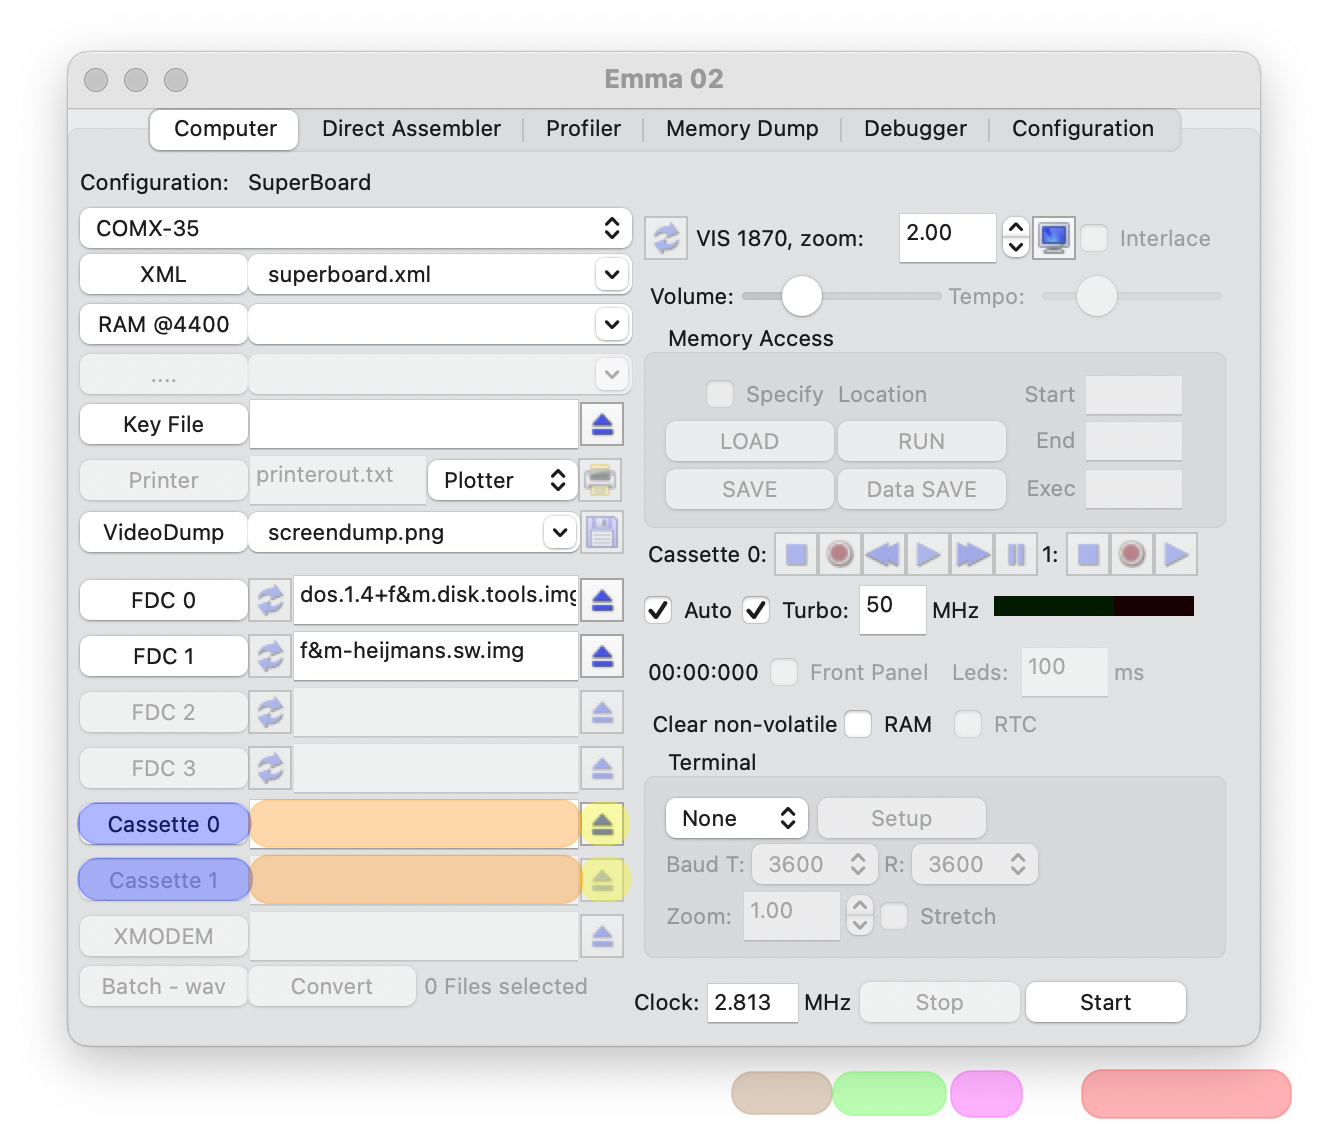 Emma 02
Computer Direct Assembler Profiler Memory Dump Debugger Configuration
Configuration: SuperBoard
COMX-35
XML superboard.xml
RAM @4400
....
Key File
Printer printerout.txt Plotter
VideoDump screendump.png
FDC 0 dos.1.4+f&m.disk.tools.img
FDC 1 f&m-heijmans.sw.img
FDC 2
FDC 3
Cassette 0
Cassette 1
XMODEM
Batch - wav Convert 0 Files selected
VIS 1870, zoom: 2.00 Interlace
Volume: Tempo:
Memory Access
Specify Location Start
LOAD RUN End
SAVE Data SAVE Exec
Cassette 0: 1:
Auto Turbo: 50 MHz
00:00:000 Front Panel Leds: 100 ms
Clear non-volatile RAM RTC
Terminal
None Setup
Baud T: 3600 R: 3600
Zoom: 1.00 Stretch
Clock: 2.813 MHz Stop Start